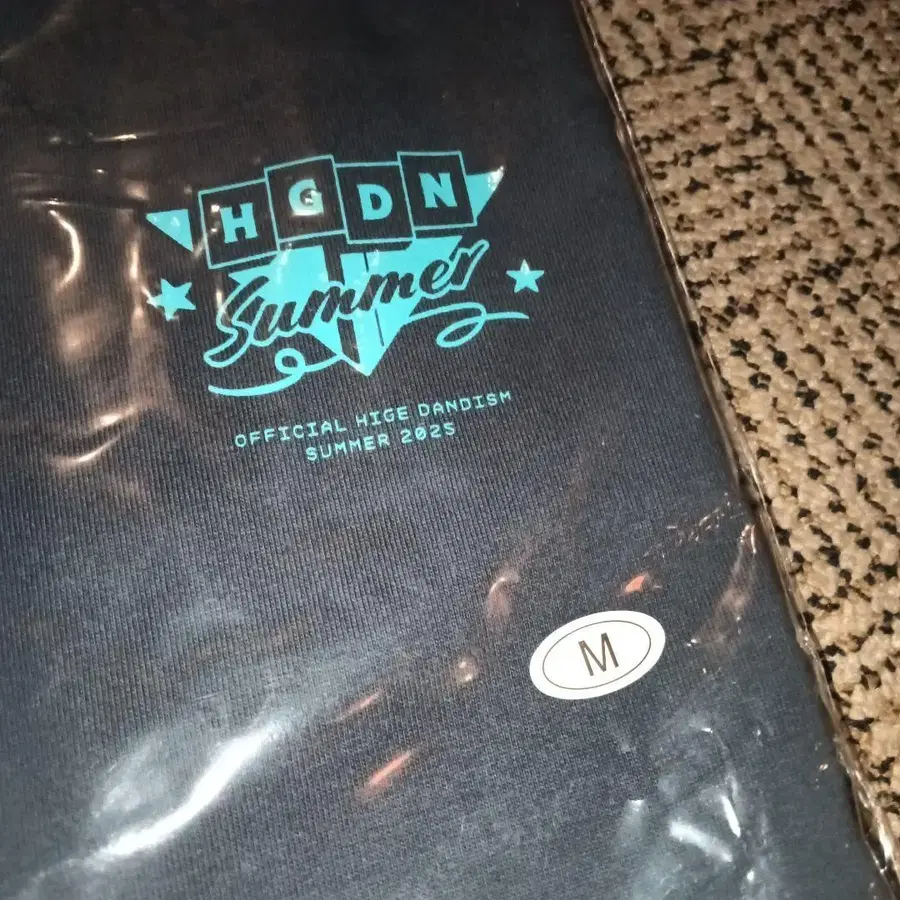 HGDN
Summer
OFFICIAL HIGE DANDISM
SUMMER 2025
M